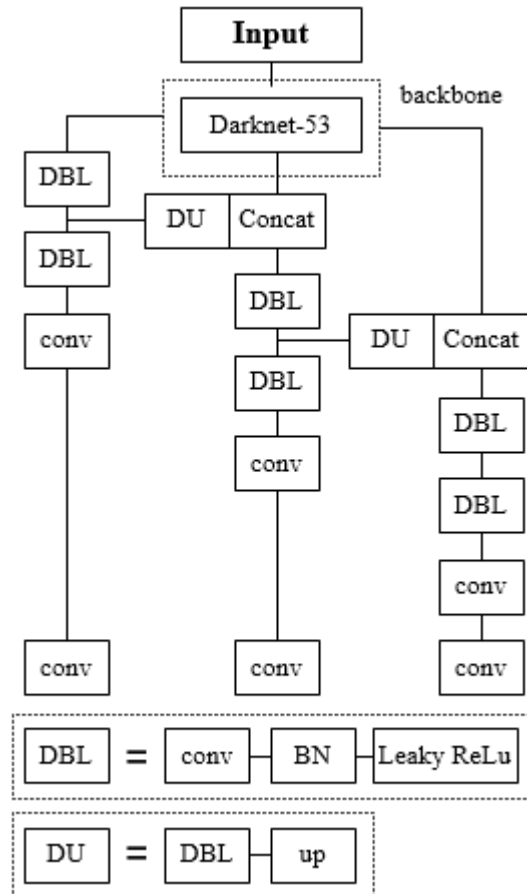 Input
backbone
Darknet-53
DBL
DU Concat
DBL
DBL
conv
DU Concat
DBL
DBL
conv
DBL
conv
conv
conv
conv
DBL
DBL = conv BN Leaky ReLu
DU = DBL up